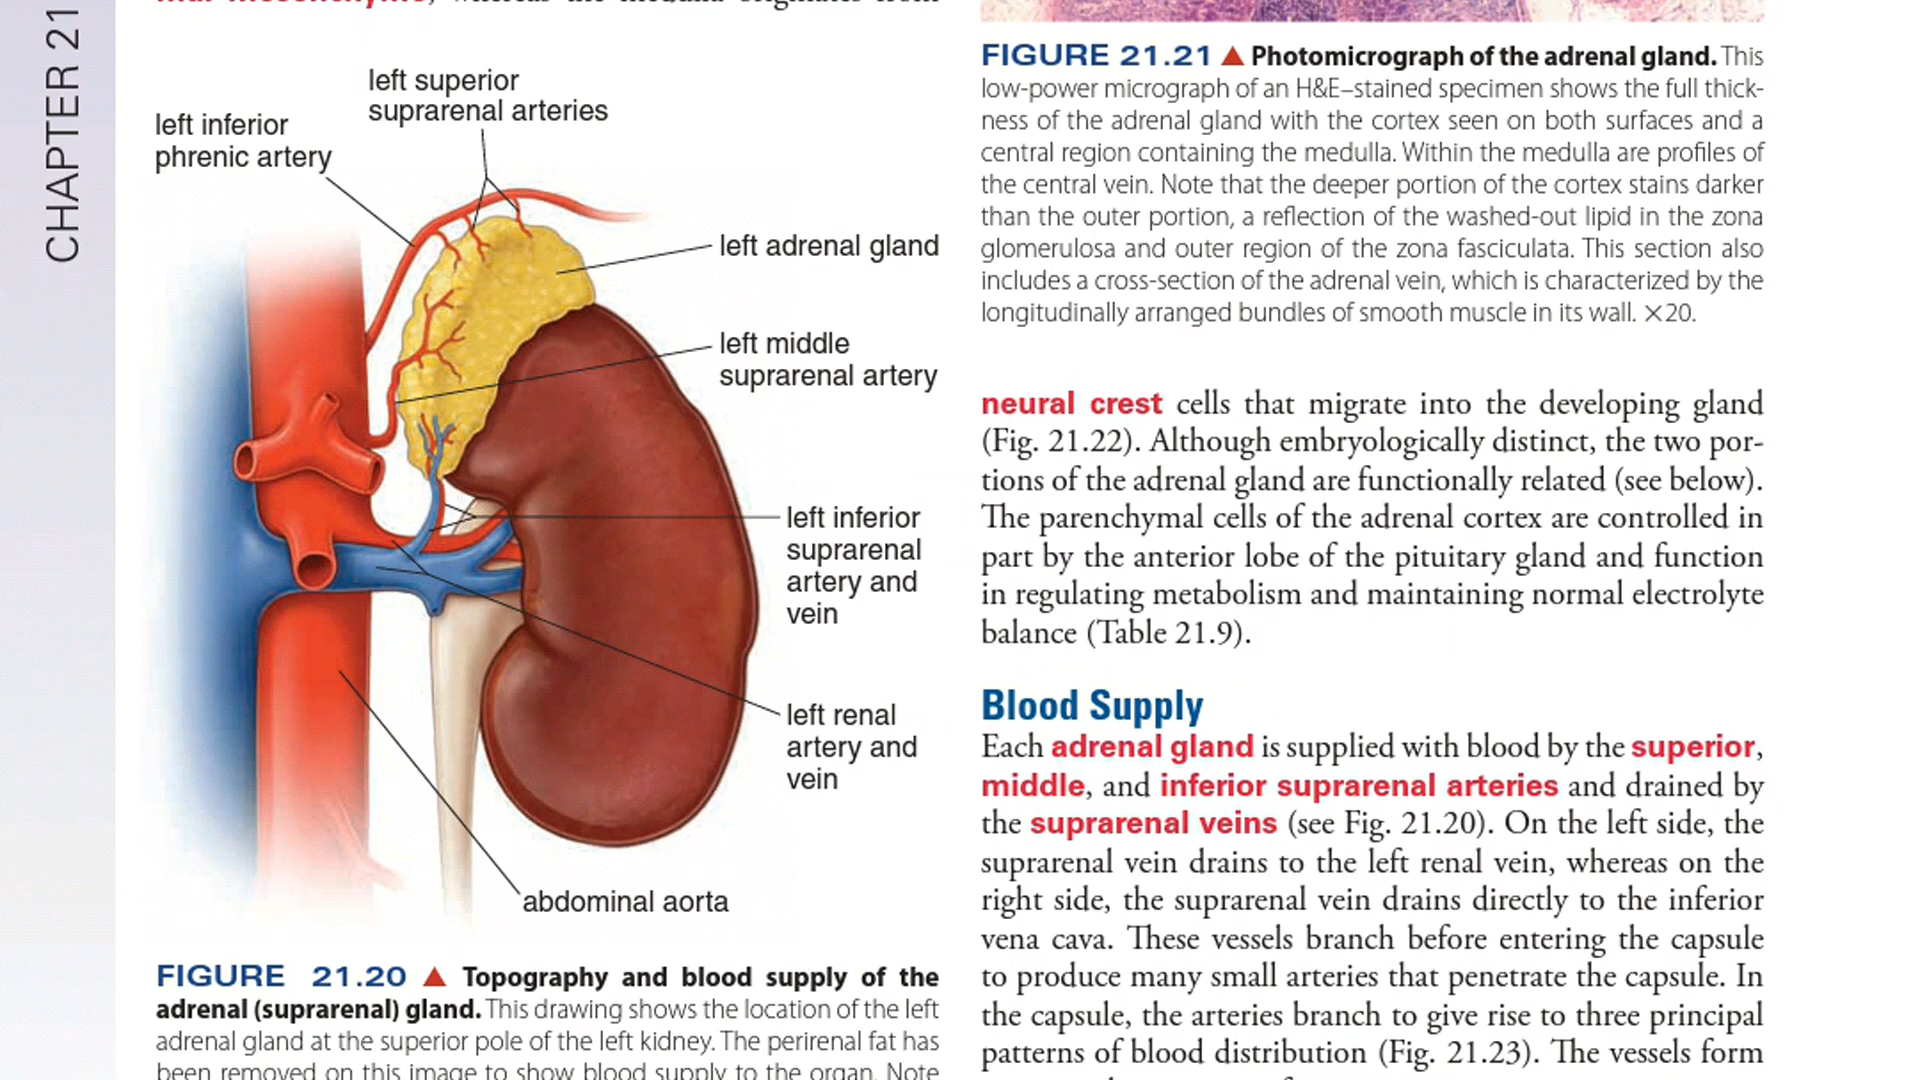 CHAPTER 21
left superior
suprarenal arteries
left inferior
phrenic artery
left adrenal gland
left middle
suprarenal artery
left inferior
suprarenal
artery and
vein
left renal
artery and
vein
abdominal aorta
FIGURE 21.20 ▲ Topography and blood supply of the
adrenal (suprarenal) gland. This drawing shows the location of the left
adrenal gland at the superior pole of the left kidney. The perirenal fat has
been removed on this image to show blood supply to the organ. Note
FIGURE 21.21 ▲ Photomicrograph of the adrenal gland. This
low-power micrograph of an H&E–stained specimen shows the full thick-
ness of the adrenal gland with the cortex seen on both surfaces and a
central region containing the medulla. Within the medulla are profiles of
the central vein. Note that the deeper portion of the cortex stains darker
than the outer portion, a reflection of the washed-out lipid in the zona
glomerulosa and outer region of the zona fasciculata. This section also
includes a cross-section of the adrenal vein, which is characterized by the
longitudinally arranged bundles of smooth muscle in its wall. ×20.
neural crest cells that migrate into the developing gland
(Fig. 21.22). Although embryologically distinct, the two por-
tions of the adrenal gland are functionally related (see below).
The parenchymal cells of the adrenal cortex are controlled in
part by the anterior lobe of the pituitary gland and function
in regulating metabolism and maintaining normal electrolyte
balance (Table 21.9).
Blood Supply
Each adrenal gland is supplied with blood by the superior,
middle, and inferior suprarenal arteries and drained by
the suprarenal veins (see Fig. 21.20). On the left side, the
suprarenal vein drains to the left renal vein, whereas on the
right side, the suprarenal vein drains directly to the inferior
vena cava. These vessels branch before entering the capsule
to produce many small arteries that penetrate the capsule. In
the capsule, the arteries branch to give rise to three principal
patterns of blood distribution (Fig. 21.23). The vessels form